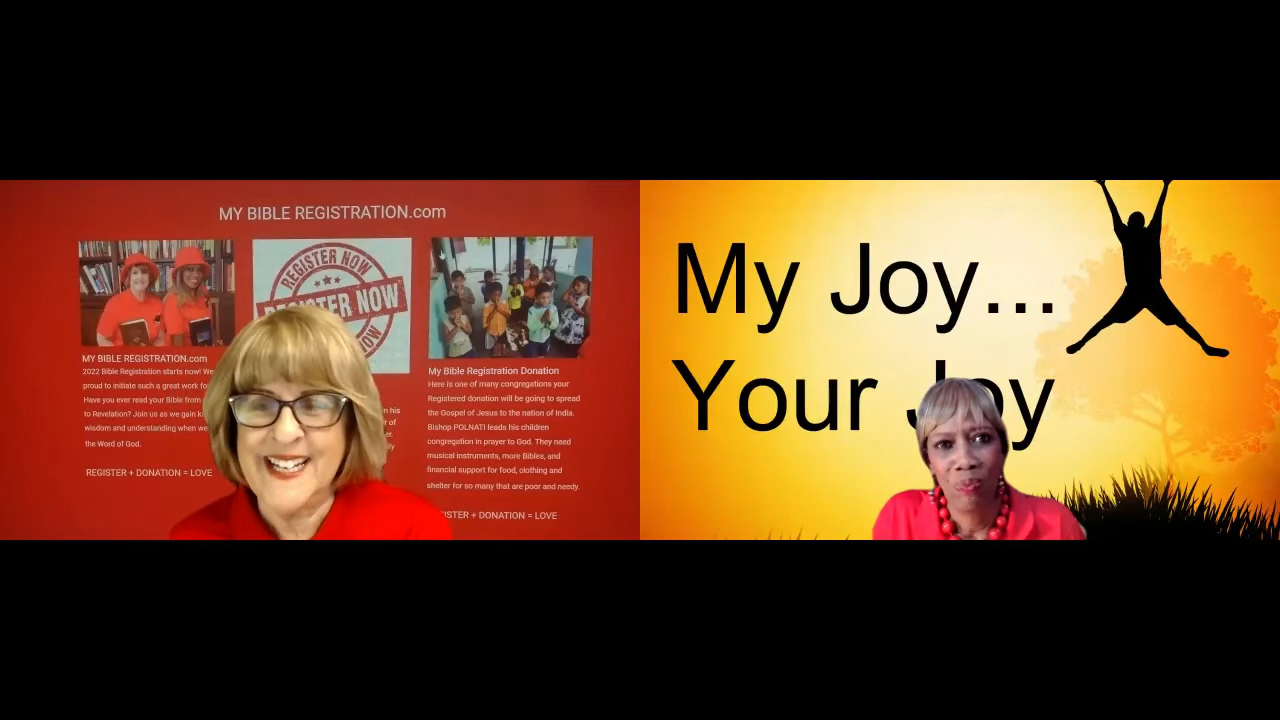 MY BIBLE REGISTRATION.com
REGISTER NOW
REGISTER NOW
NOW
MY BIBLE REGISTRATION.com
2022 Bible Registration starts now! We
proud to initiate such a great work fo
Have you ever read your Bible from
to Revelation? Join us as we gain k
wisdom and understanding when we
the Word of God.
REGISTER + DONATION = LOVE
n his
r of
My Bible Registration Donation
Here is one of many congregations your
Registered donation will be going to spread
the Gospel of Jesus to the nation of India.
Bishop POLNATI leads his children
congregation in prayer to God. They need
musical instruments, more Bibles, and
financial support for food, clothing and
shelter for so many that are poor and needy.
ISTER + DONATION = LOVE
My Joy...
Your Joy